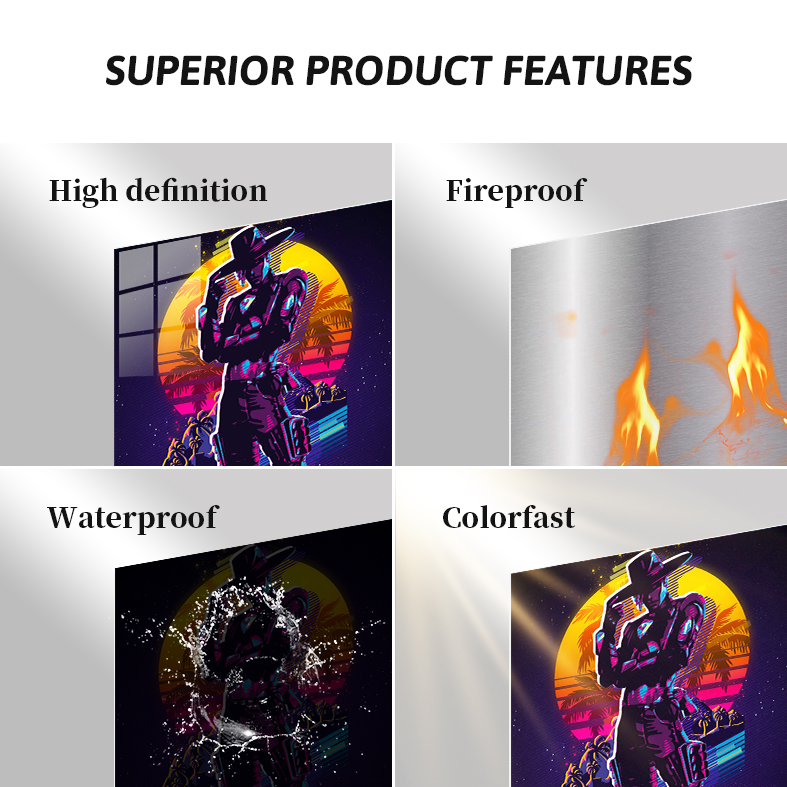 SUPERIOR PRODUCT FEATURES
High definition
Fireproof
Waterproof
Colorfast